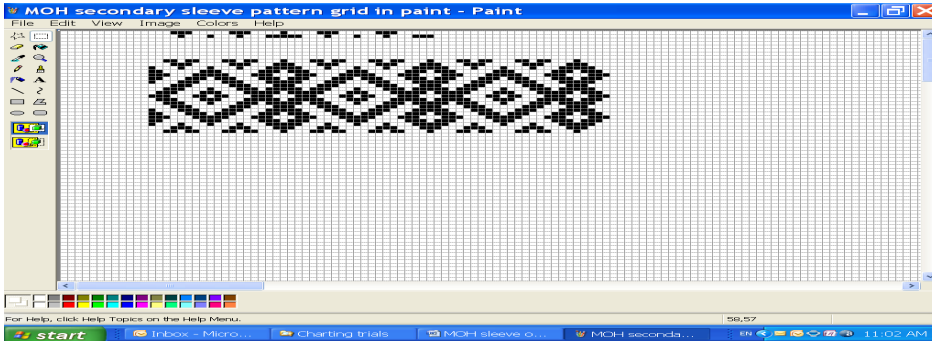 MOH secondary sleeve pattern grid in paint - Paint
File Edit View Image Colors Help
A
For Help, click Help Topics on the Help Menu.
58,57
start
Inbox - Micro...
Charting trials
MOH sleeve o...
MOH seconda...
EN
11:02 AM